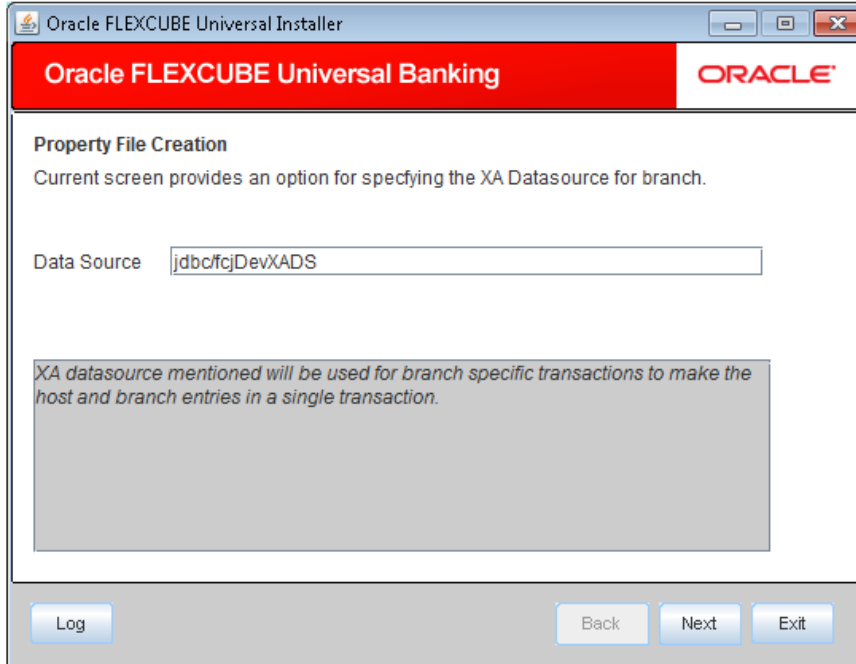 Oracle FLEXCUBE Universal Installer
Oracle FLEXCUBE Universal Banking
ORACLE
Property File Creation
Current screen provides an option for specfying the XA Datasource for branch.
Data Source jdbc/fcjDevXADS
XA datasource mentioned will be used for branch specific transactions to make the
host and branch entries in a single transaction.
Log Back Next Exit